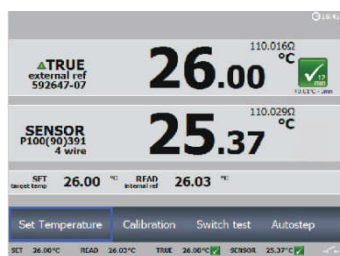 16:41
110.016Ω
▲TRUE
external ref
592647-07
26.00 °C
110.029Ω
SENSOR
P100(90)391
4 wire
25.37 °C
SET
target temp
26.00 °C
READ
internal ref
26.03 °C
Set Temperature Calibration Switch test Autostep
SET 26.00°C READ 26.03°C TRUE 26.00°C SENSOR 25.37°C